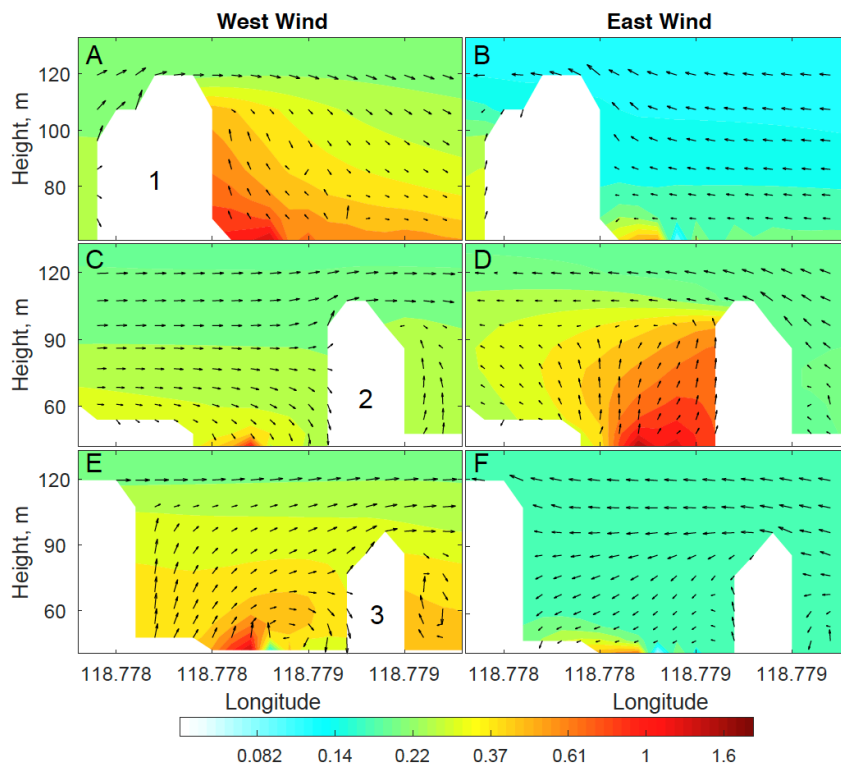 West Wind East Wind
A B
120
100
80
Height, m
1
C D
120
90
60
Height, m
2
E F
120
90
60
Height, m
3
118.778 118.778 118.779 118.779 118.778 118.778 118.779 118.779
Longitude Longitude
0.082 0.14 0.22 0.37 0.61 1 1.6